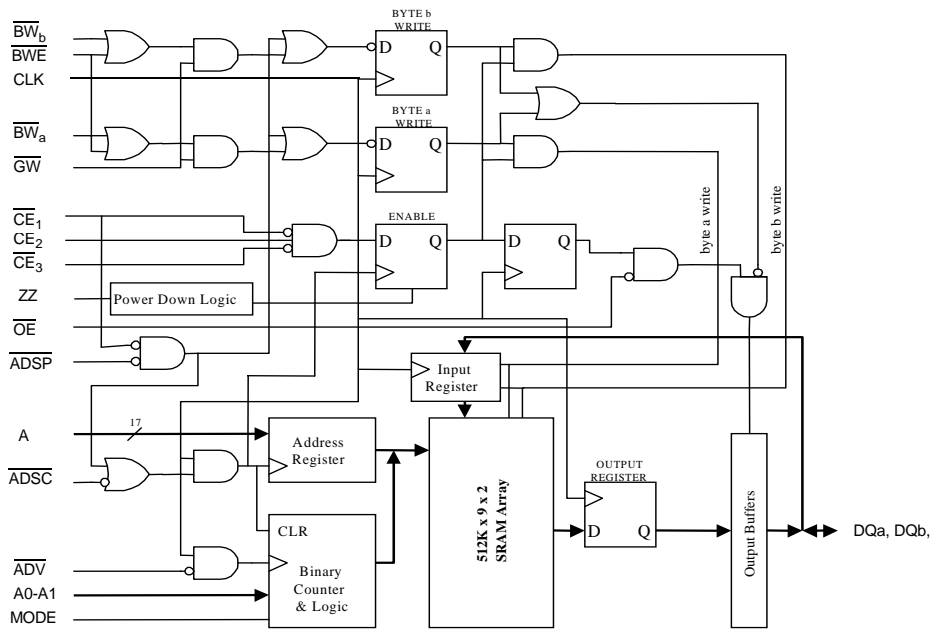 BYTE b
WRITE
BWb
BWE
CLK
D Q
BYTE a
WRITE
BWa
GW
D Q
byte a write
byte b write
CE1
CE2
CE3
ENABLE
D Q
D Q
ZZ
Power Down Logic
OE
ADSP
Input
Register
A
17
Address
Register
ADSC
OUTPUT
REGISTER
D Q
512K x 9 x 2
SRAM Array
Output Buffers
DQa, DQb,
CLR
Binary
Counter
& Logic
ADV
A0-A1
MODE